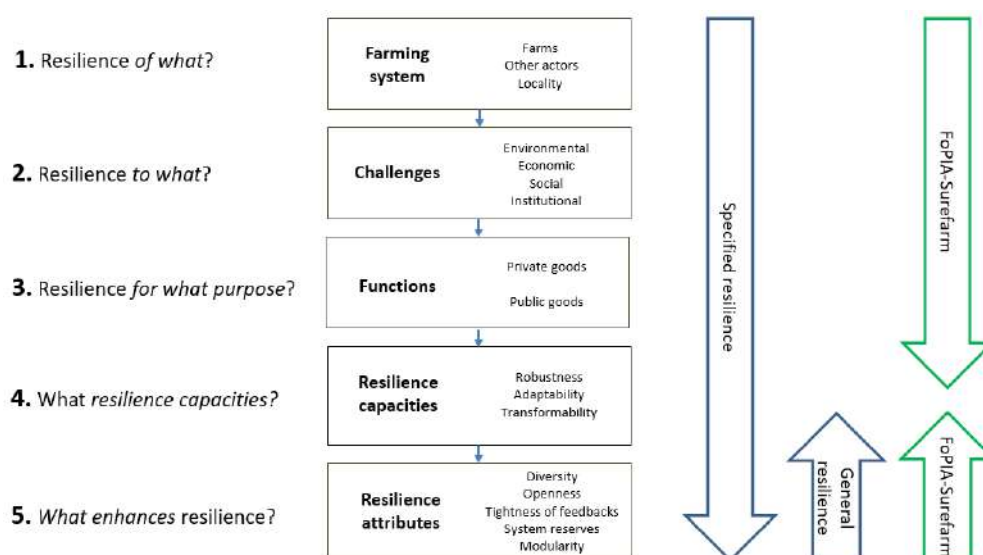 1. Resilience of what?
Farming
system
Farms
Other actors
Locality
2. Resilience to what?
Challenges
Environmental
Economic
Social
Institutional
3. Resilience for what purpose?
Functions
Private goods
Public goods
4. What resilience capacities?
Resilience
capacities
Robustness
Adaptability
Transformability
5. What enhances resilience?
Resilience
attributes
Diversity
Openness
Tightness of feedbacks
System reserves
Modularity
Specified resilience
General
resilience
FoPIA-Surefarm
FoPIA-Surefarm